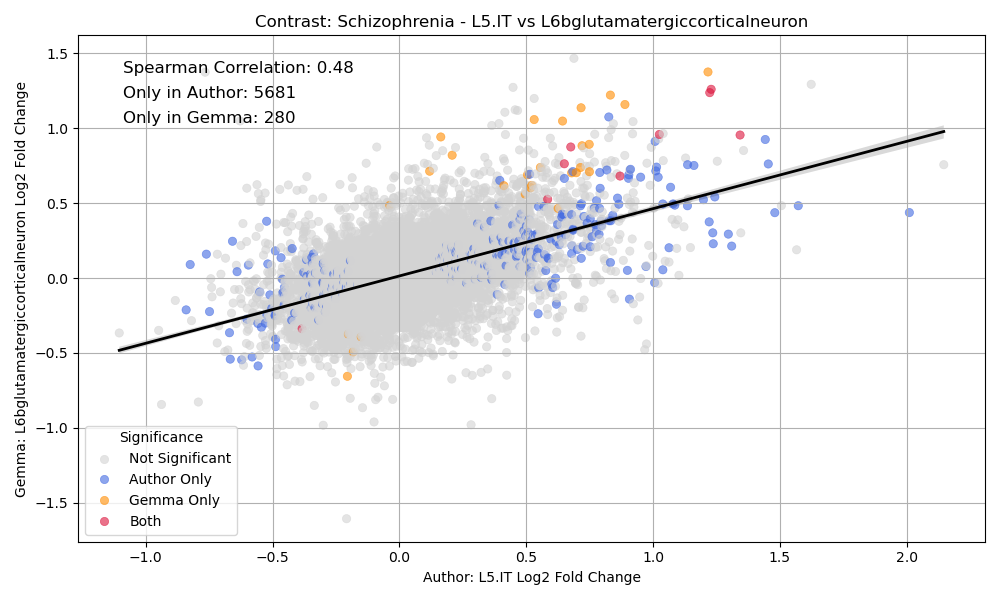 Contrast: Schizophrenia - L5.IT vs L6bglutamatergiccorticalneuron
Spearman Correlation: 0.48
Only in Author: 5681
Only in Gemma: 280
1.5
1.0
0.5
0.0
−0.5
−1.0
−1.5
Gemma: L6bglutamatergiccorticalneuron Log2 Fold Change
Significance
Not Significant
Author Only
Gemma Only
Both
−1.0 −0.5 0.0 0.5 1.0 1.5 2.0
Author: L5.IT Log2 Fold Change